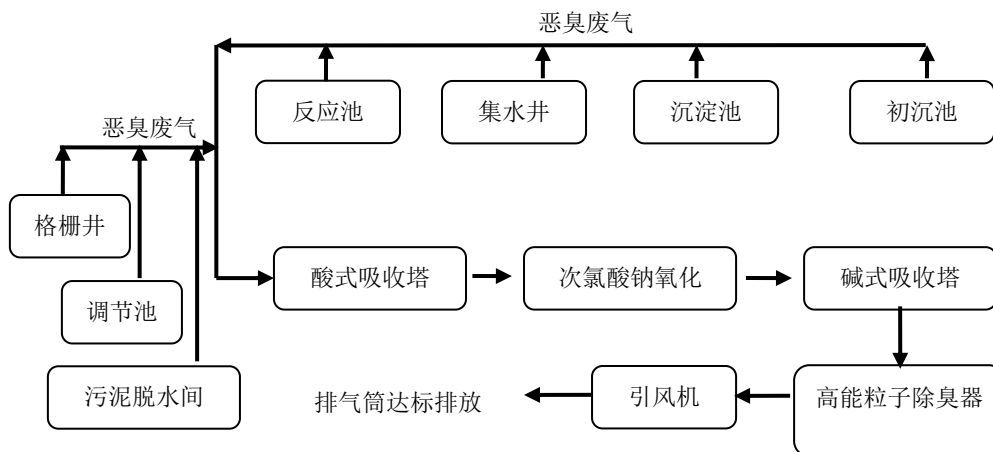 恶臭废气
反应池
集水井
沉淀池
初沉池
恶臭废气
格栅井
酸式吸收塔
次氯酸钠氧化
碱式吸收塔
调节池
污泥脱水间
排气筒达标排放
引风机
高能粒子除臭器